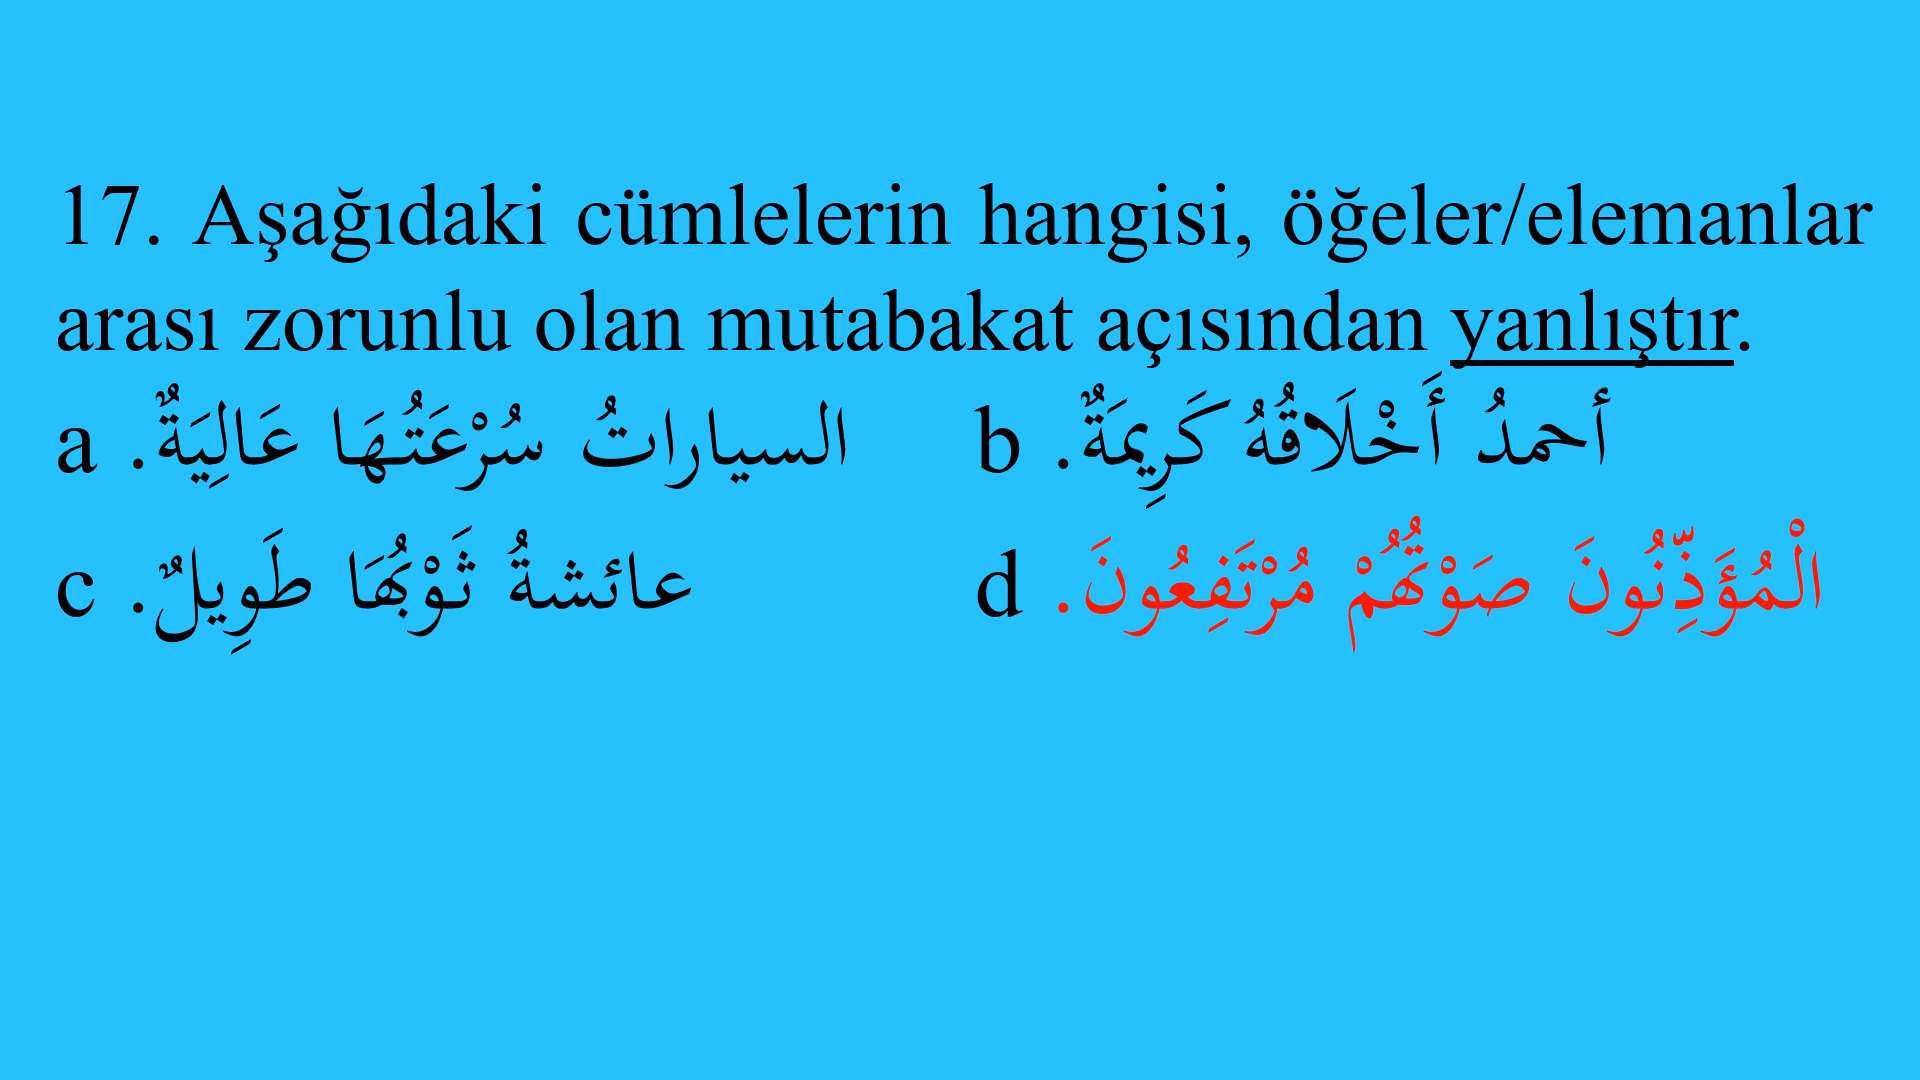 17. Aşağıdaki cümlelerin hangisi, öğeler/elemanlar
arası zorunlu olan mutabakat açısından yanlıştır.
a .السياراتُ سُرْعَتُهَا عَالِيَةٌ b .أحمدُ أَخْلَاقُهُ كَرِيمَةٌ
c .عائشةُ ثَوْبُهَا طَوِيلٌ d .الْمُؤَذِّنُونَ صَوْتُهُمْ مُرْتَفِعُونَ